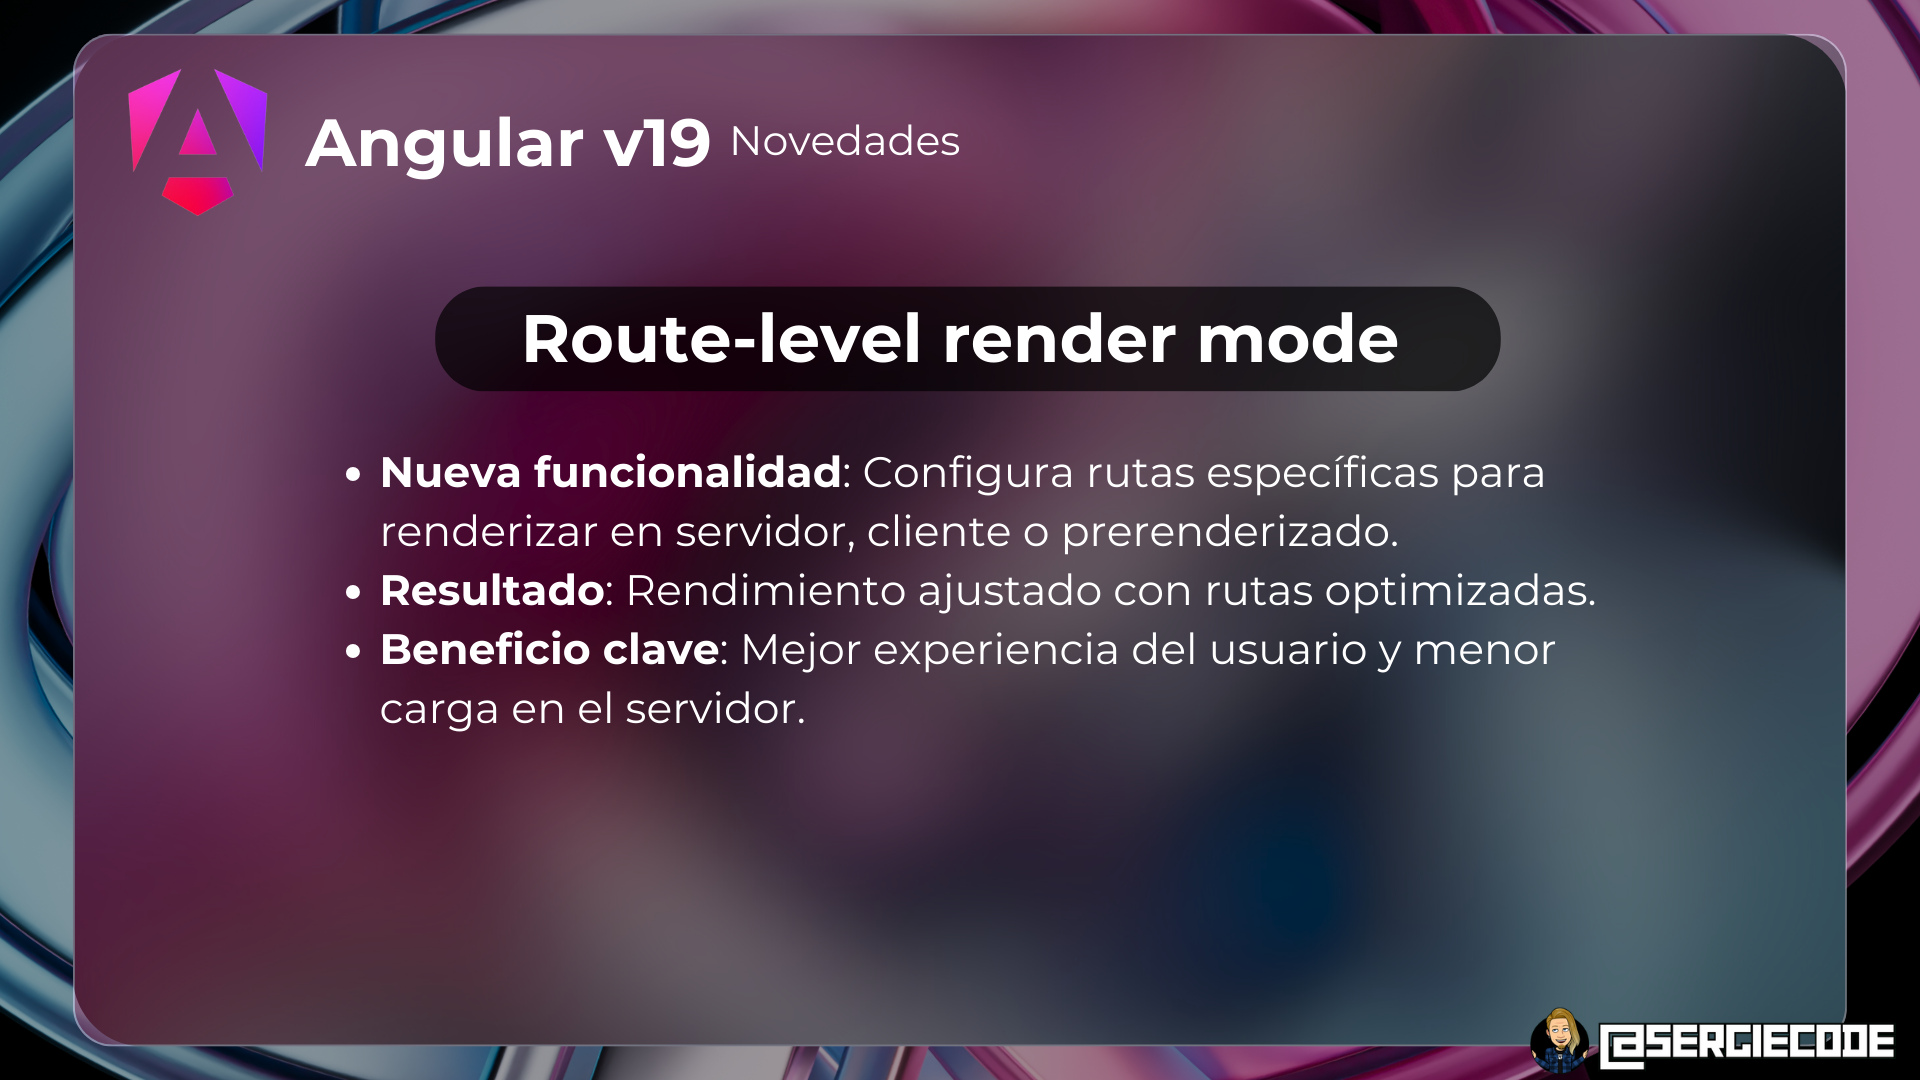 Angular v19 Novedades
Route-level render mode
• Nueva funcionalidad: Configura rutas específicas para
renderizar en servidor, cliente o prerenderizado.
• Resultado: Rendimiento ajustado con rutas optimizadas.
• Beneficio clave: Mejor experiencia del usuario y menor
carga en el servidor.
@SERGIECODE